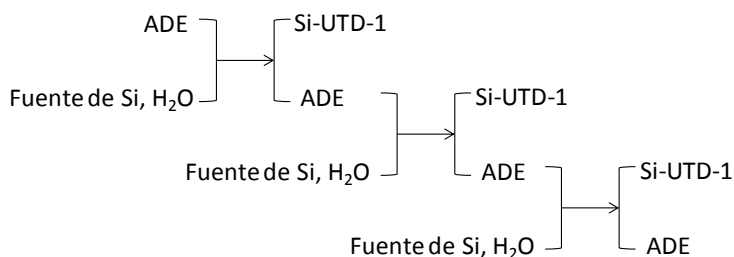 ADE Si-UTD-1
Fuente de Si, H₂O ADE Si-UTD-1
Fuente de Si, H₂O ADE Si-UTD-1
Fuente de Si, H₂O ADE